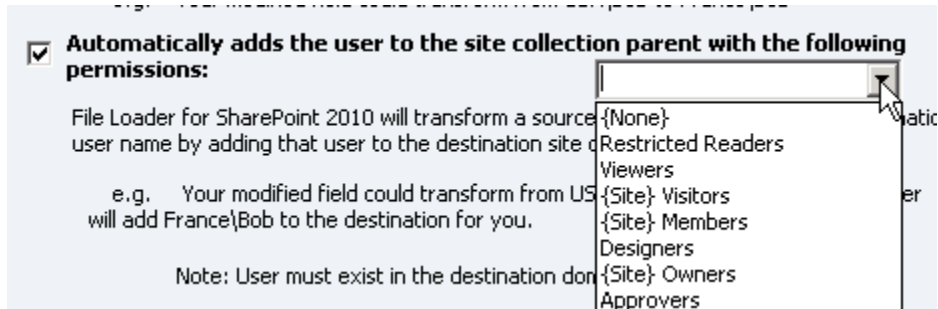 Automatically adds the user to the site collection parent with the following
permissions:
File Loader for SharePoint 2010 will transform a source
user name by adding that user to the destination site
e.g. Your modified field could transform from US
er
will add France\Bob to the destination for you.
Note: User must exist in the destination
{None}
Restricted Readers
Viewers
{Site} Visitors
{Site} Members
Designers
{Site} Owners
Approvers